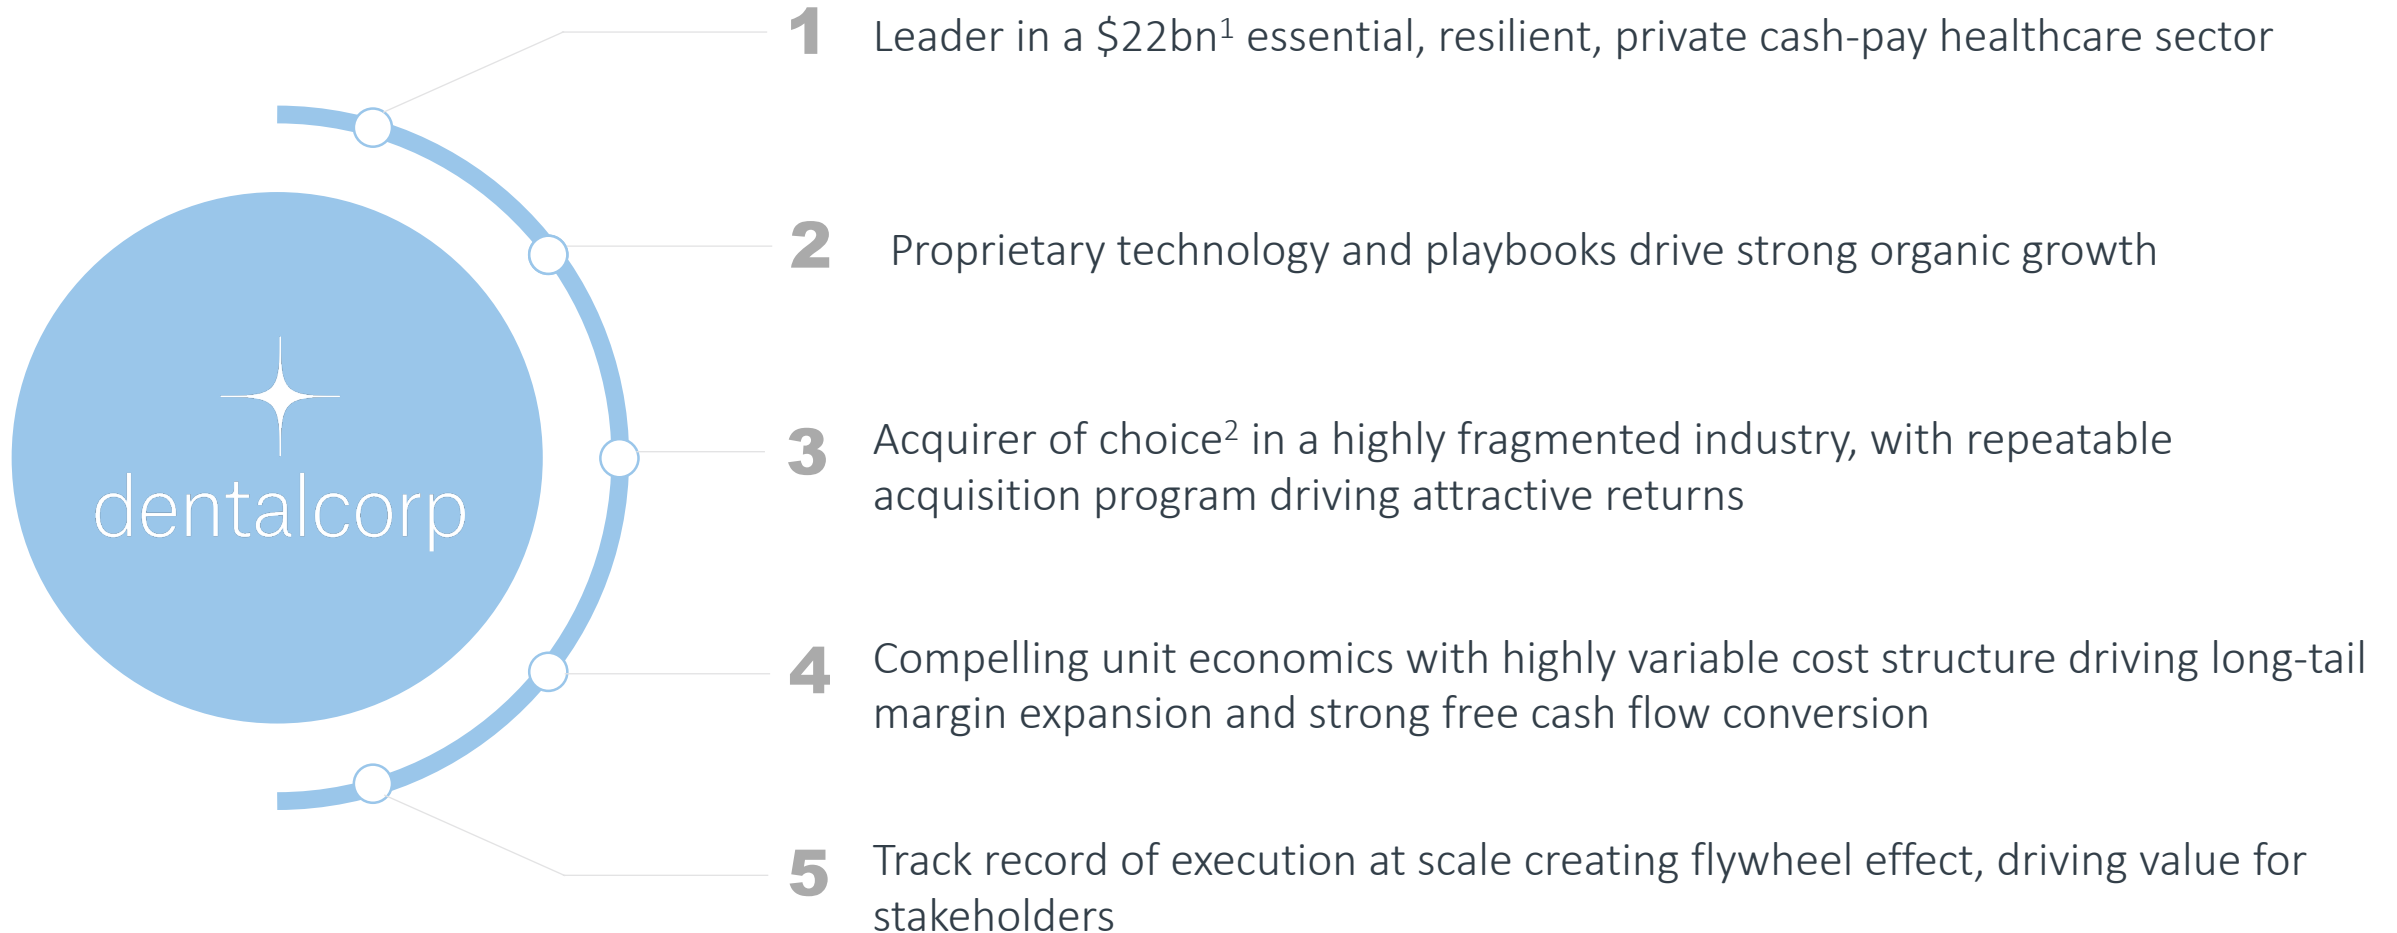 dentalcorp
1 Leader in a $22bn¹ essential, resilient, private cash-pay healthcare sector
2 Proprietary technology and playbooks drive strong organic growth
3 Acquirer of choice² in a highly fragmented industry, with repeatable
acquisition program driving attractive returns
4 Compelling unit economics with highly variable cost structure driving long-tail
margin expansion and strong free cash flow conversion
5 Track record of execution at scale creating flywheel effect, driving value for
stakeholders